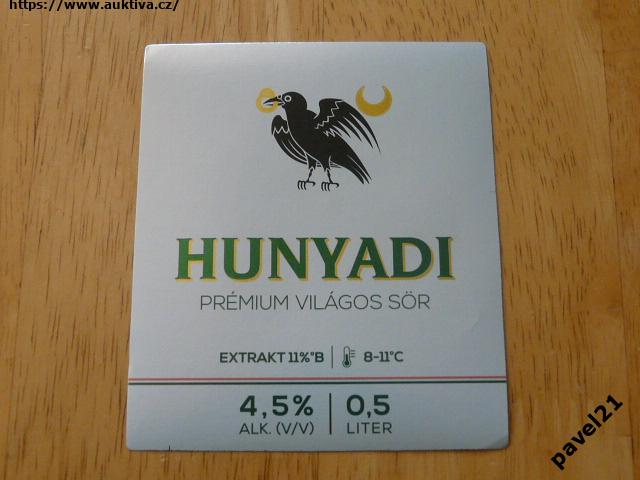 https://www.auktiva.cz/
HUNYADI
PRÉMIUM VILÁGOS SÖR
EXTRAKT 11%°B | 8-11°C
4,5% | 0,5
ALK. (V/V) | LITER
pavel21